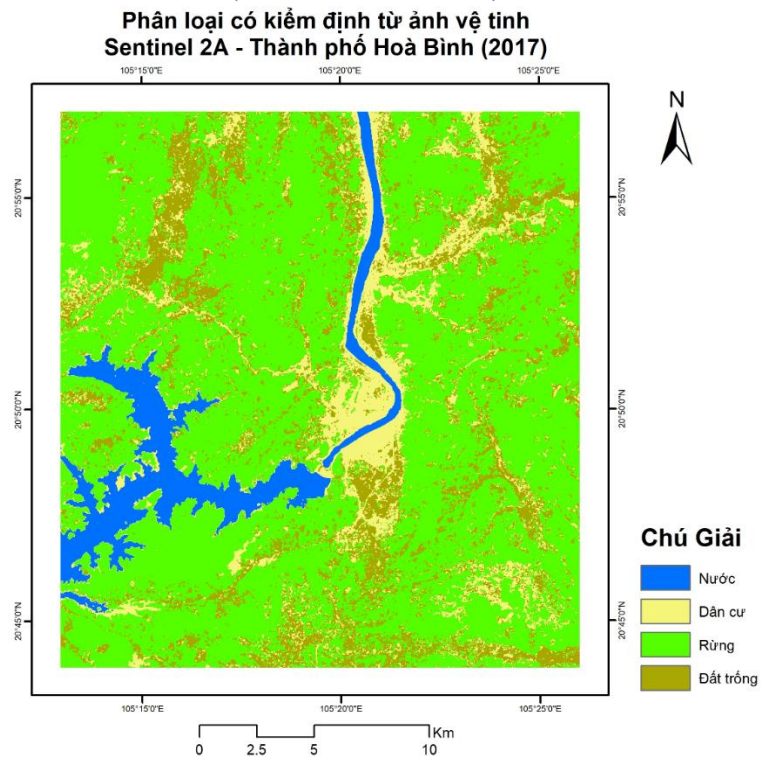 Phân loại có kiểm định từ ảnh vệ tinh
Sentinel 2A - Thành phố Hoà Bình (2017)
105°15'0"E 105°20'0"E 105°25'0"E
N
20°55'0"N 20°55'0"N
20°50'0"N 20°50'0"N
Chú Giải
Nước
Dân cư
20°45'0"N 20°45'0"N
Rừng
Đất trống
105°15'0"E 105°20'0"E 105°25'0"E
Km
0 2.5 5 10